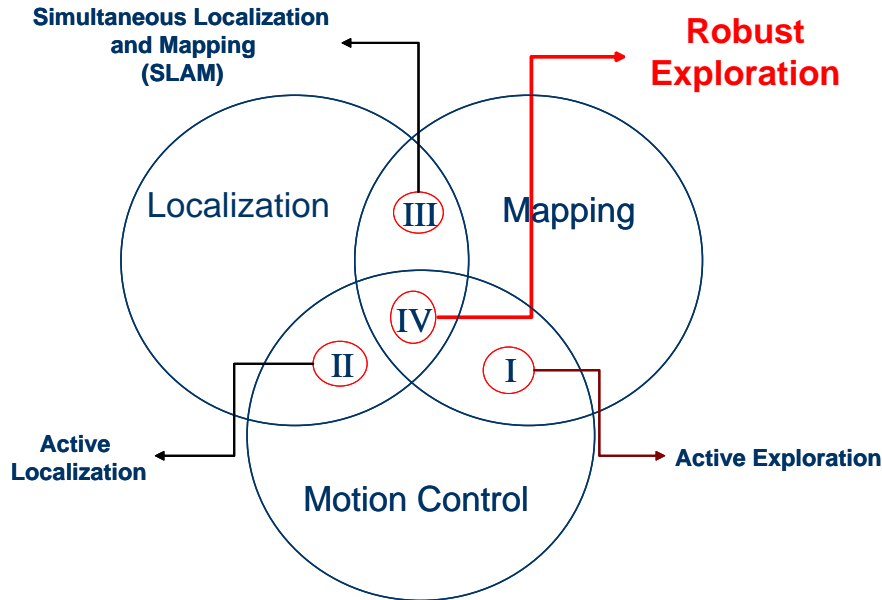 Simultaneous Localization
and Mapping
(SLAM)
Robust
Exploration
Localization
III
Mapping
IV
II
I
Active
Localization
Active Exploration
Motion Control